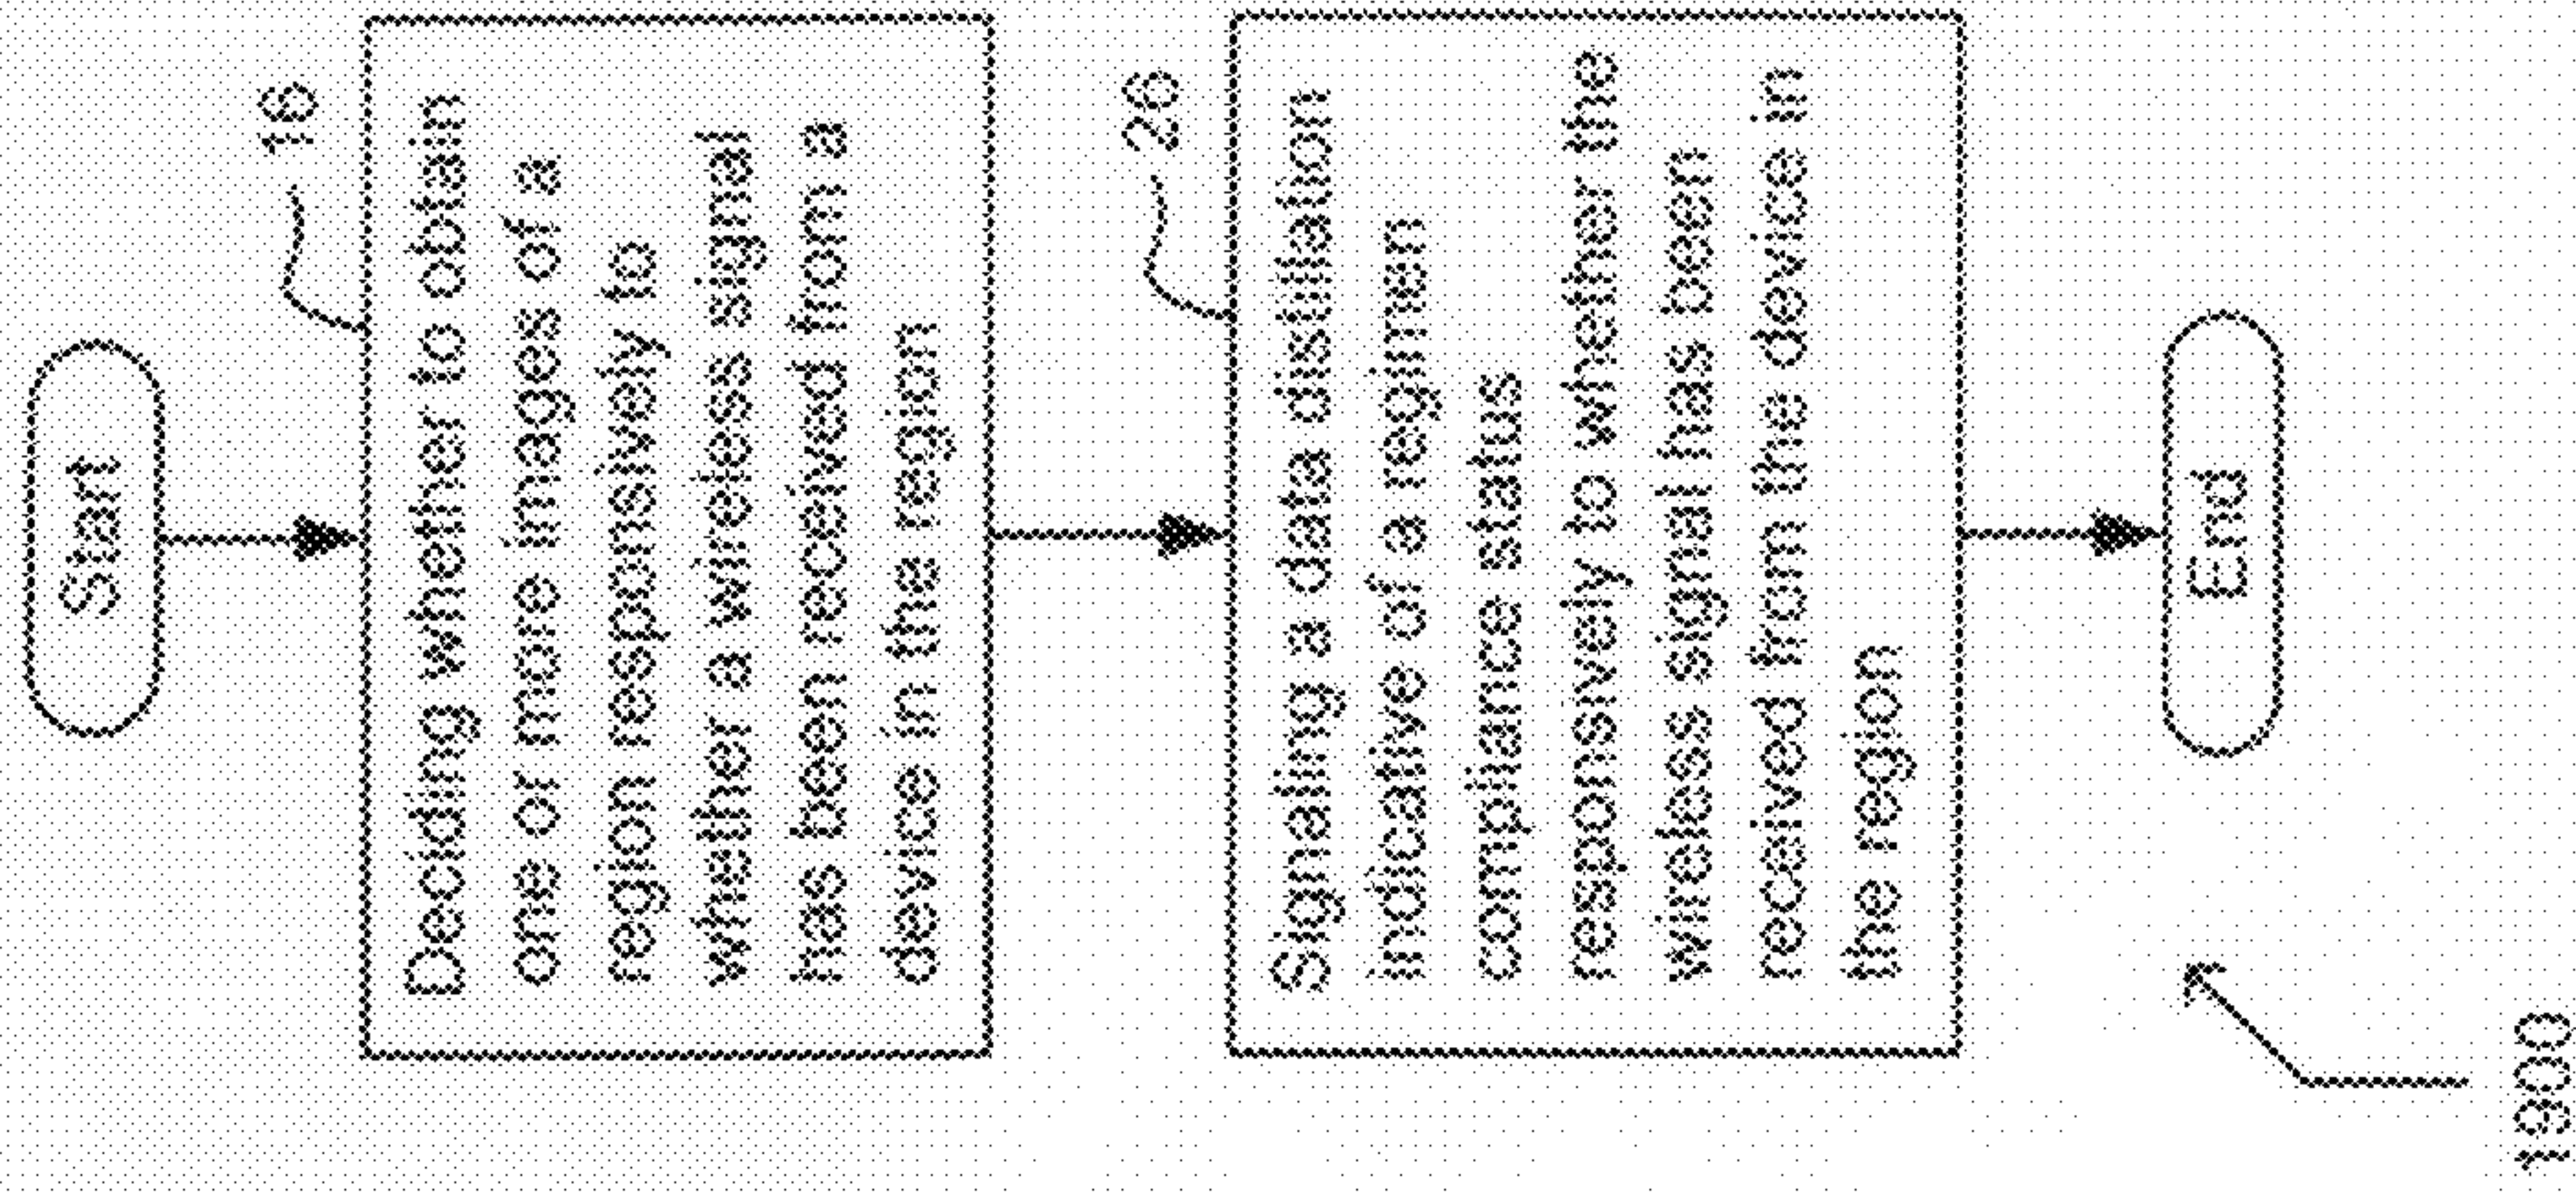 Start
16
Deciding whether to obtain
one or more images of a
region responsively to
whether a wireless signal
has been received from a
device in the region
26
Signaling a data distillation
indicative of a regimen
compliance status
responsively to whether the
wireless signal has been
received from the device in
the region
End
1900